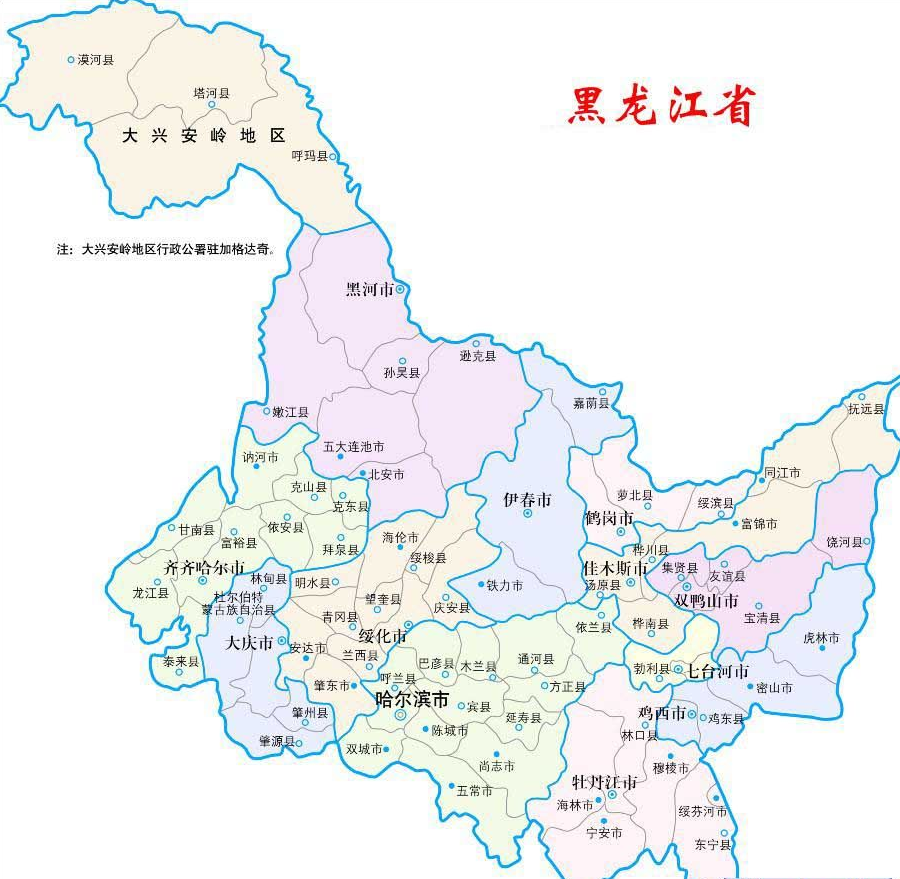 黑龙江省
漠河县
塔河县
大兴安岭地区
呼玛县
注：大兴安岭地区行政公署驻加格达奇。
黑河市
逊克县
孙吴县
嘉荫县
嫩江县
抚远县
五大连池市
讷河市
北安市
同江市
克山县
萝北县
绥滨县
克东县
伊春市
鹤岗市
富锦市
甘南县
依安县
富裕县
海伦市
饶河县
拜泉县
桦川县
绥棱县
齐齐哈尔市
佳木斯市
集贤县
友谊县
林甸县
明水县
铁力市
汤原县
龙江县
杜尔伯特
蒙古族自治县
望奎县
庆安县
双鸭山市
青冈县
宝清县
依兰县
桦南县
绥化市
虎林市
大庆市
安达市
兰西县
泰来县
巴彦县
木兰县
通河县
勃利县
七台河市
呼兰县
肇东市
方正县
密山市
哈尔滨市
宾县
肇州县
延寿县
鸡西市
鸡东县
陈城市
林口县
肇源县
双城市
尚志市
穆棱市
牡丹江市
五常市
海林市
绥芬河市
宁安市
东宁县